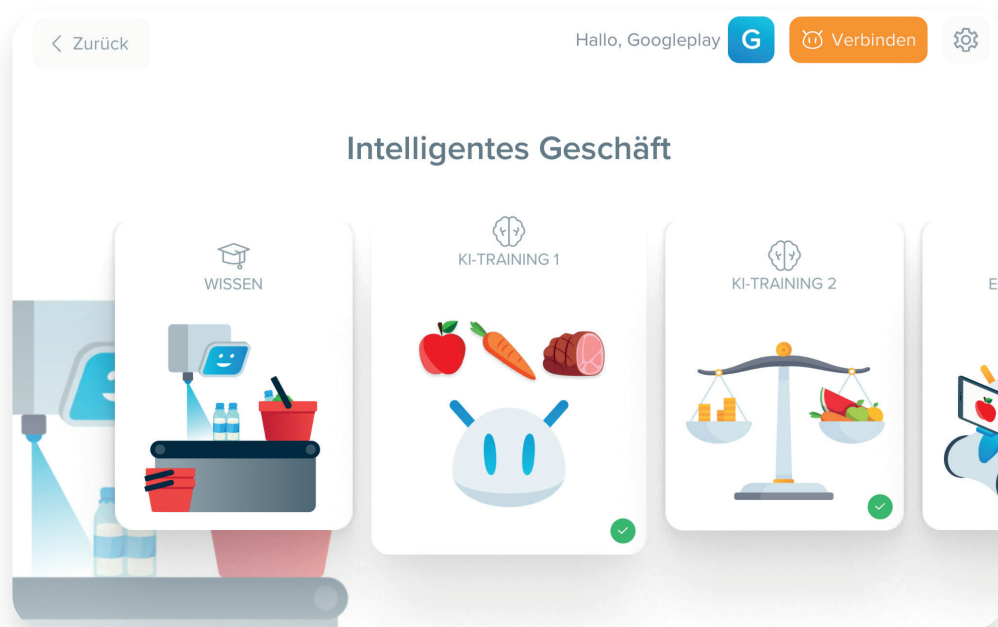 Zurück
Hallo, Googleplay
G
Verbinden
Intelligentes Geschäft
WISSEN
KI-TRAINING 1
KI-TRAINING 2